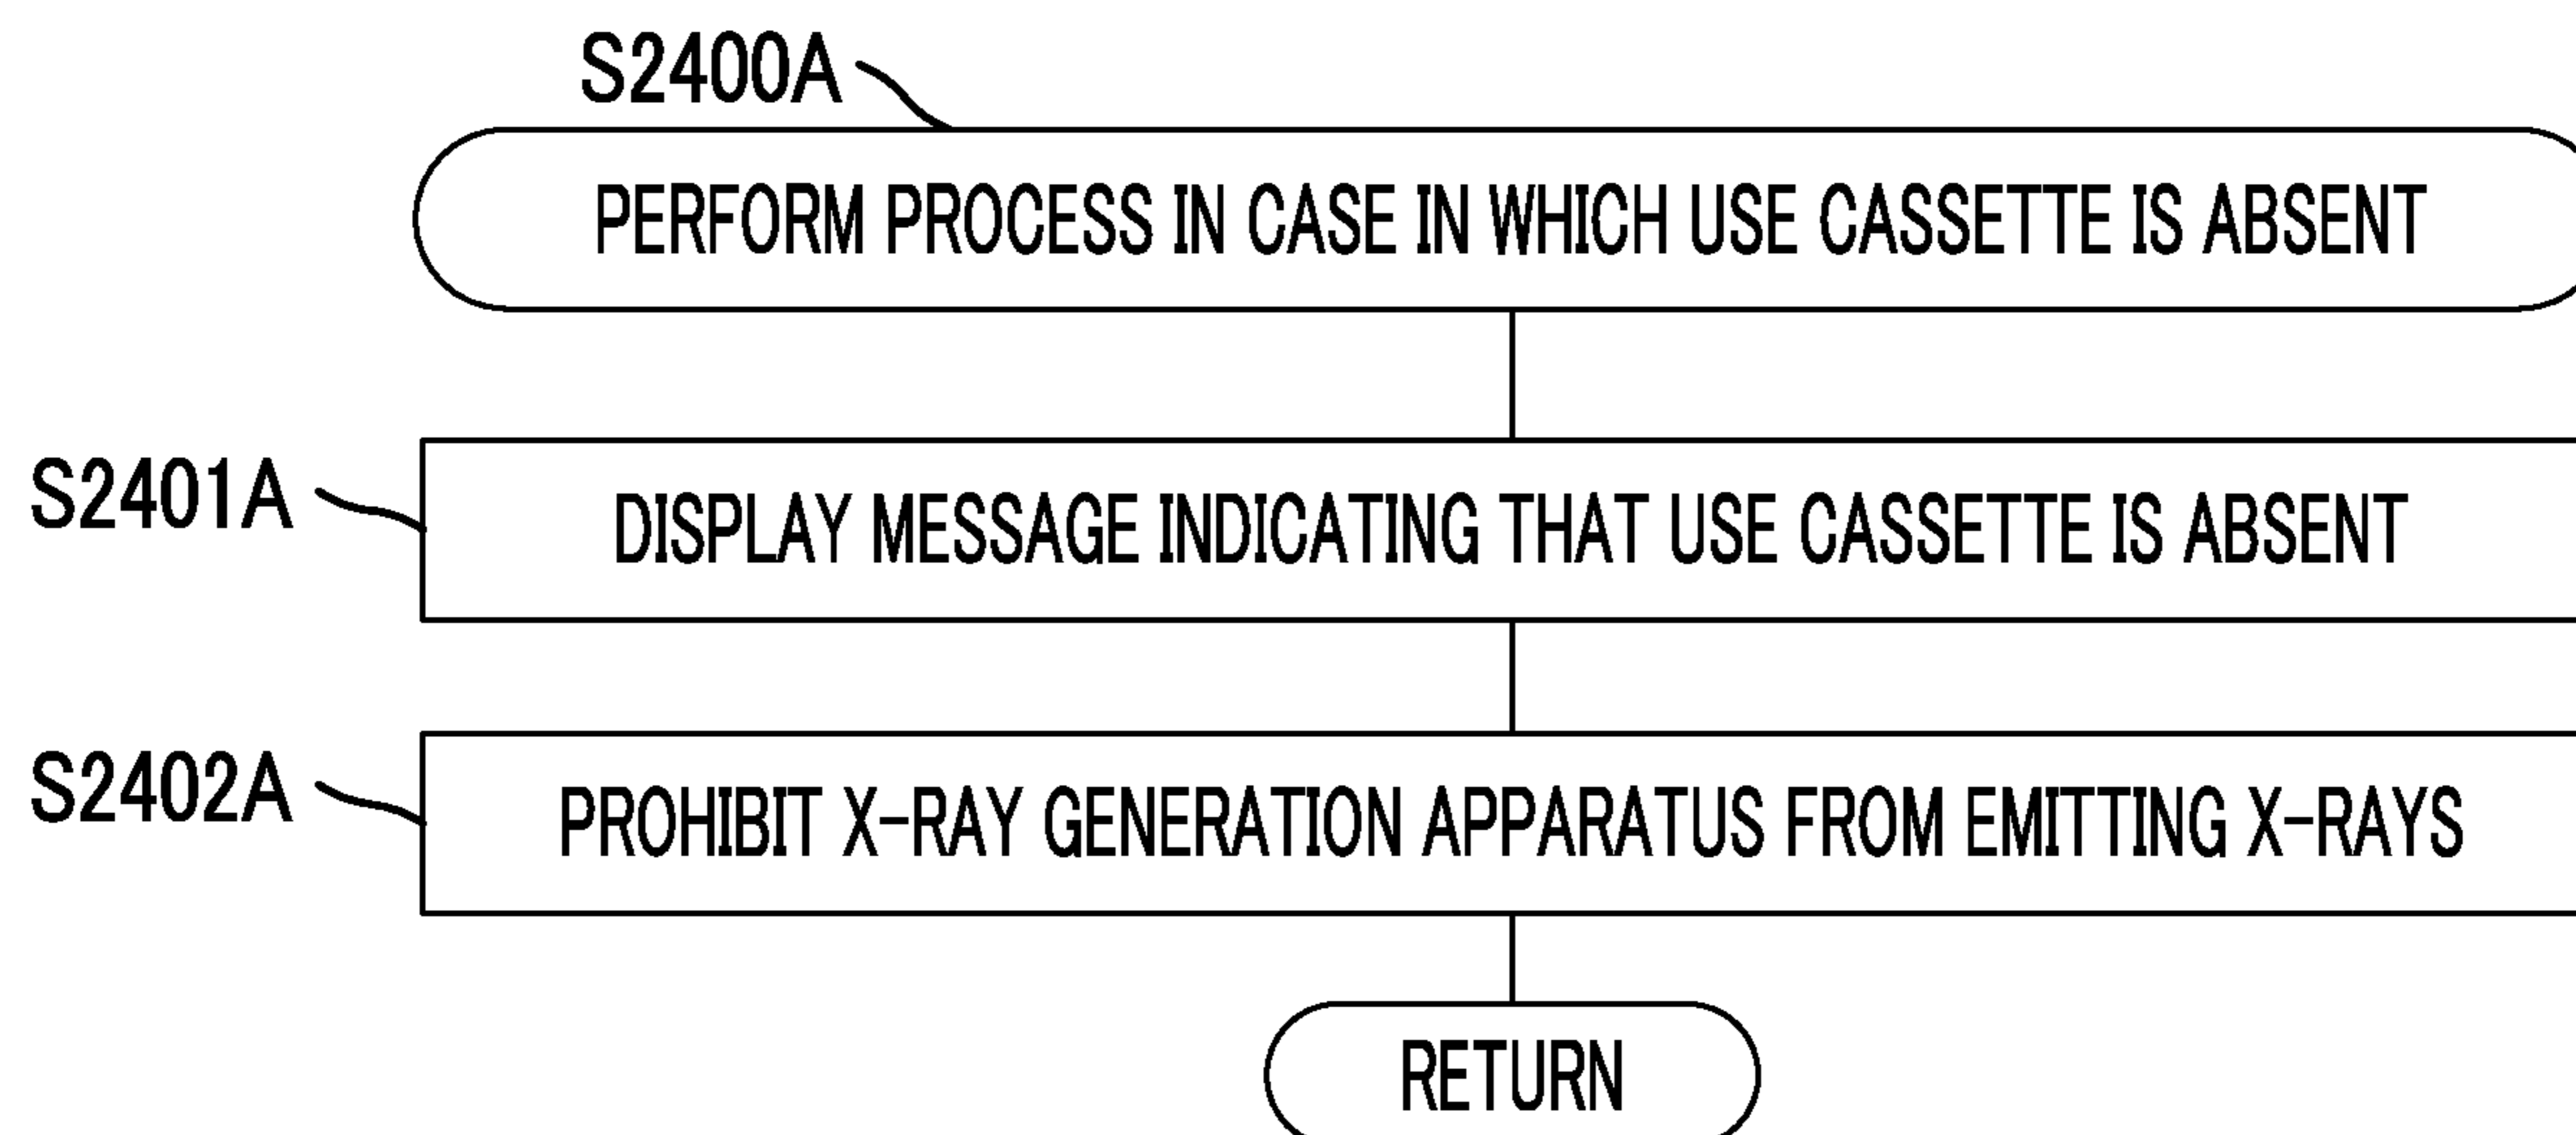 S2400A
PERFORM PROCESS IN CASE IN WHICH USE CASSETTE IS ABSENT
S2401A
DISPLAY MESSAGE INDICATING THAT USE CASSETTE IS ABSENT
S2402A
PROHIBIT X-RAY GENERATION APPARATUS FROM EMITTING X-RAYS
RETURN